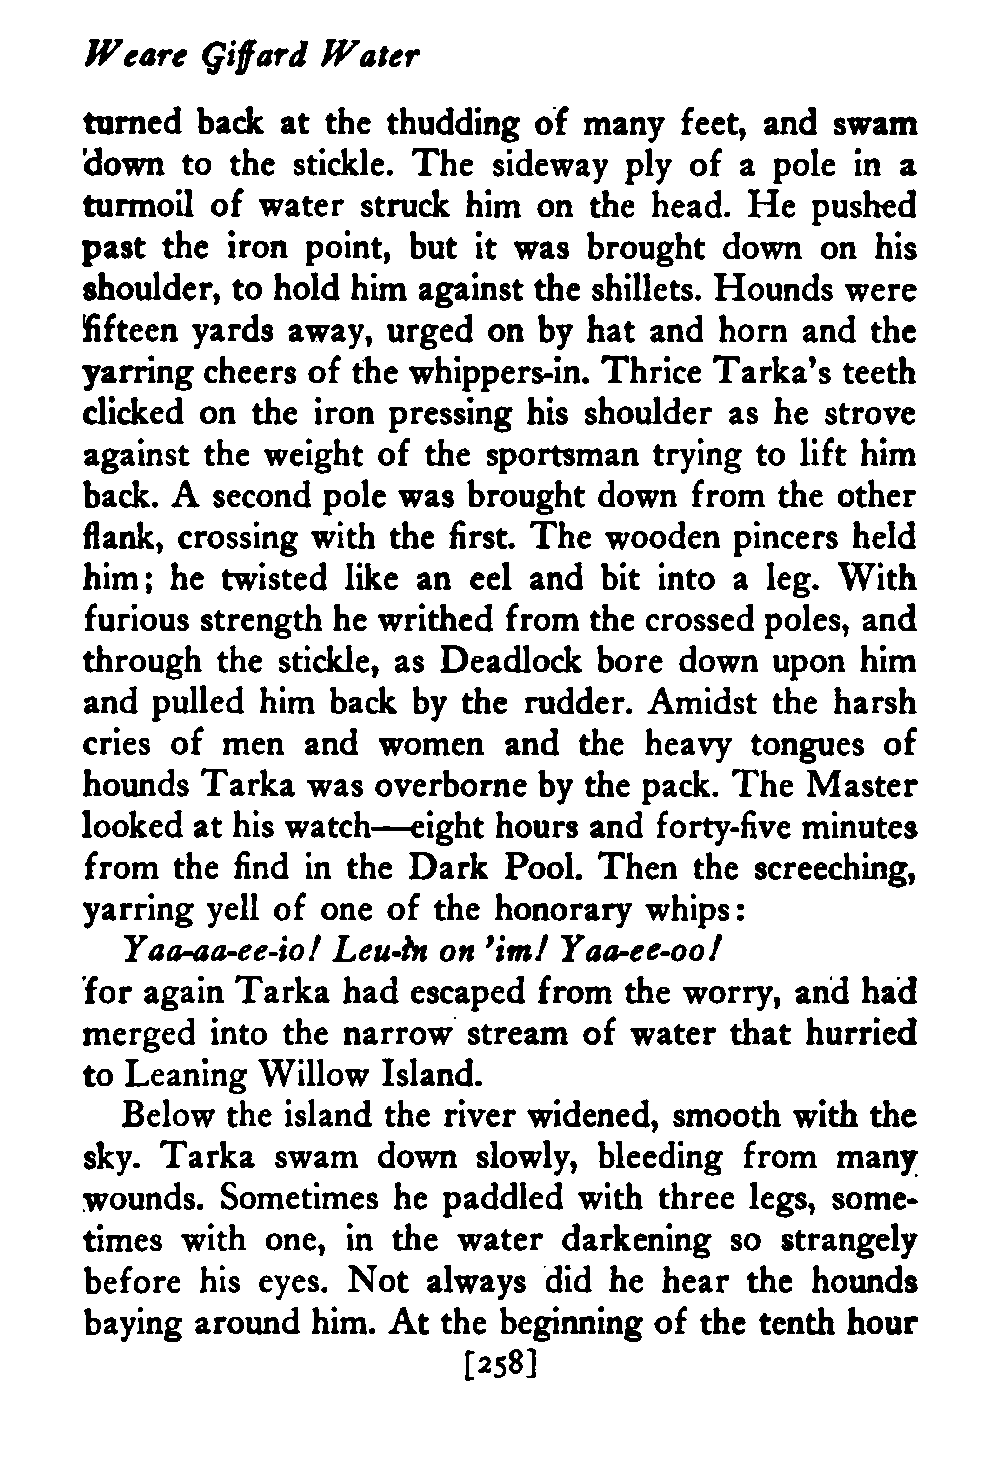 Weare Giffard Water
turned back at the thudding of many feet, and swam
down to the stickle. The sideway ply of a pole in a
turmoil of water struck him on the head. He pushed
past the iron point, but it was brought down on his
shoulder, to hold him against the shillets. Hounds were
fifteen yards away, urged on by hat and horn and the
yarring cheers of the whippers-in. Thrice Tarka's teeth
clicked on the iron pressing his shoulder as he strove
against the weight of the sportsman trying to lift him
back. A second pole was brought down from the other
flank, crossing with the first. The wooden pincers held
him; he twisted like an eel and bit into a leg. With
furious strength he writhed from the crossed poles, and
through the stickle, as Deadlock bore down upon him
and pulled him back by the rudder. Amidst the harsh
cries of men and women and the heavy tongues of
hounds Tarka was overborne by the pack. The Master
looked at his watch—eight hours and forty-five minutes
from the find in the Dark Pool. Then the screeching,
yarring yell of one of the honorary whips:
Yaa-aa-ee-io! Leu-in on 'im! Yaa-ee-oo!
for again Tarka had escaped from the worry, and had
merged into the narrow stream of water that hurried
to Leaning Willow Island.
Below the island the river widened, smooth with the
sky. Tarka swam down slowly, bleeding from many
wounds. Sometimes he paddled with three legs, some-
times with one, in the water darkening so strangely
before his eyes. Not always did he hear the hounds
baying around him. At the beginning of the tenth hour
[258]